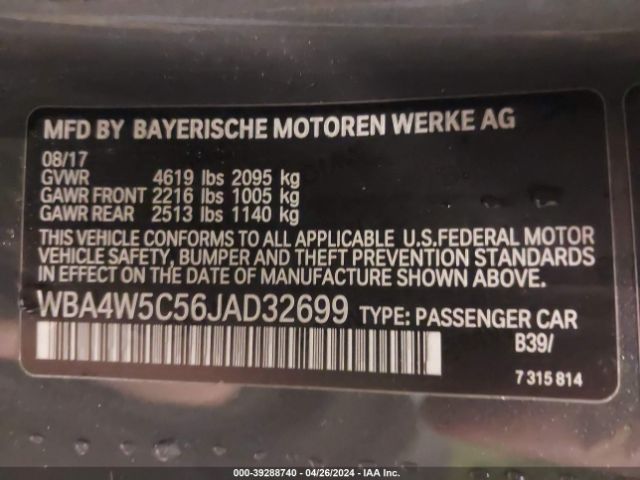 MFD BY BAYERISCHE MOTOREN WERKE AG
08/17
GVWR 4619 lbs 2095 kg
GAWR FRONT 2216 lbs 1005 kg
GAWR REAR 2513 lbs 1140 kg
THIS VEHICLE CONFORMS TO ALL APPLICABLE U.S.FEDERAL MOTOR
VEHICLE SAFETY, BUMPER AND THEFT PREVENTION STANDARDS
IN EFFECT ON THE DATE OF MANUFACTURE SHOWN ABOVE.
WBA4W5C56JAD32699 TYPE: PASSENGER CAR
B39/
7 315 814
000-39288740 - 04/26/2024 - IAA Inc.